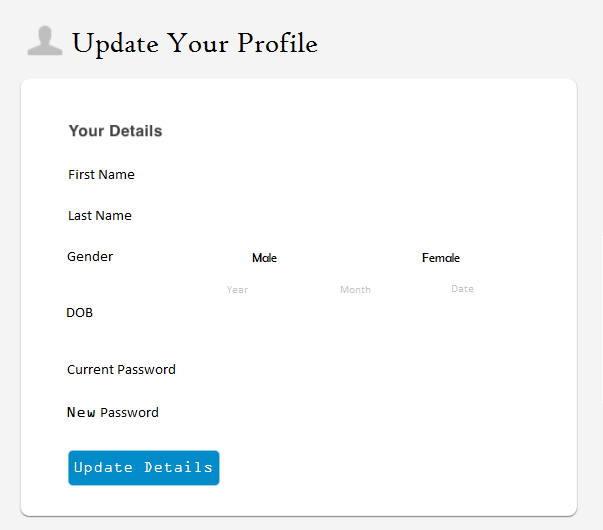 Update Your Profile
Your Details
First Name
Last Name
Gender Male Female
Year Month Date
DOB
Current Password
New Password
Update Details